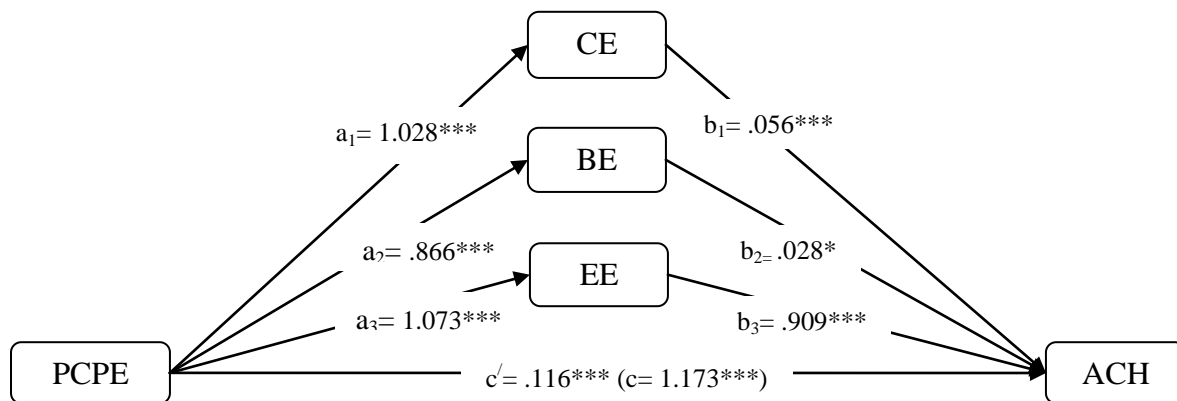 CE
a₁= 1.028***
b₁= .056***
BE
a₂= .866***
b₂₌ .028*
EE
a₃= 1.073***
b₃= .909***
PCPE
c′= .116*** (c= 1.173***)
ACH